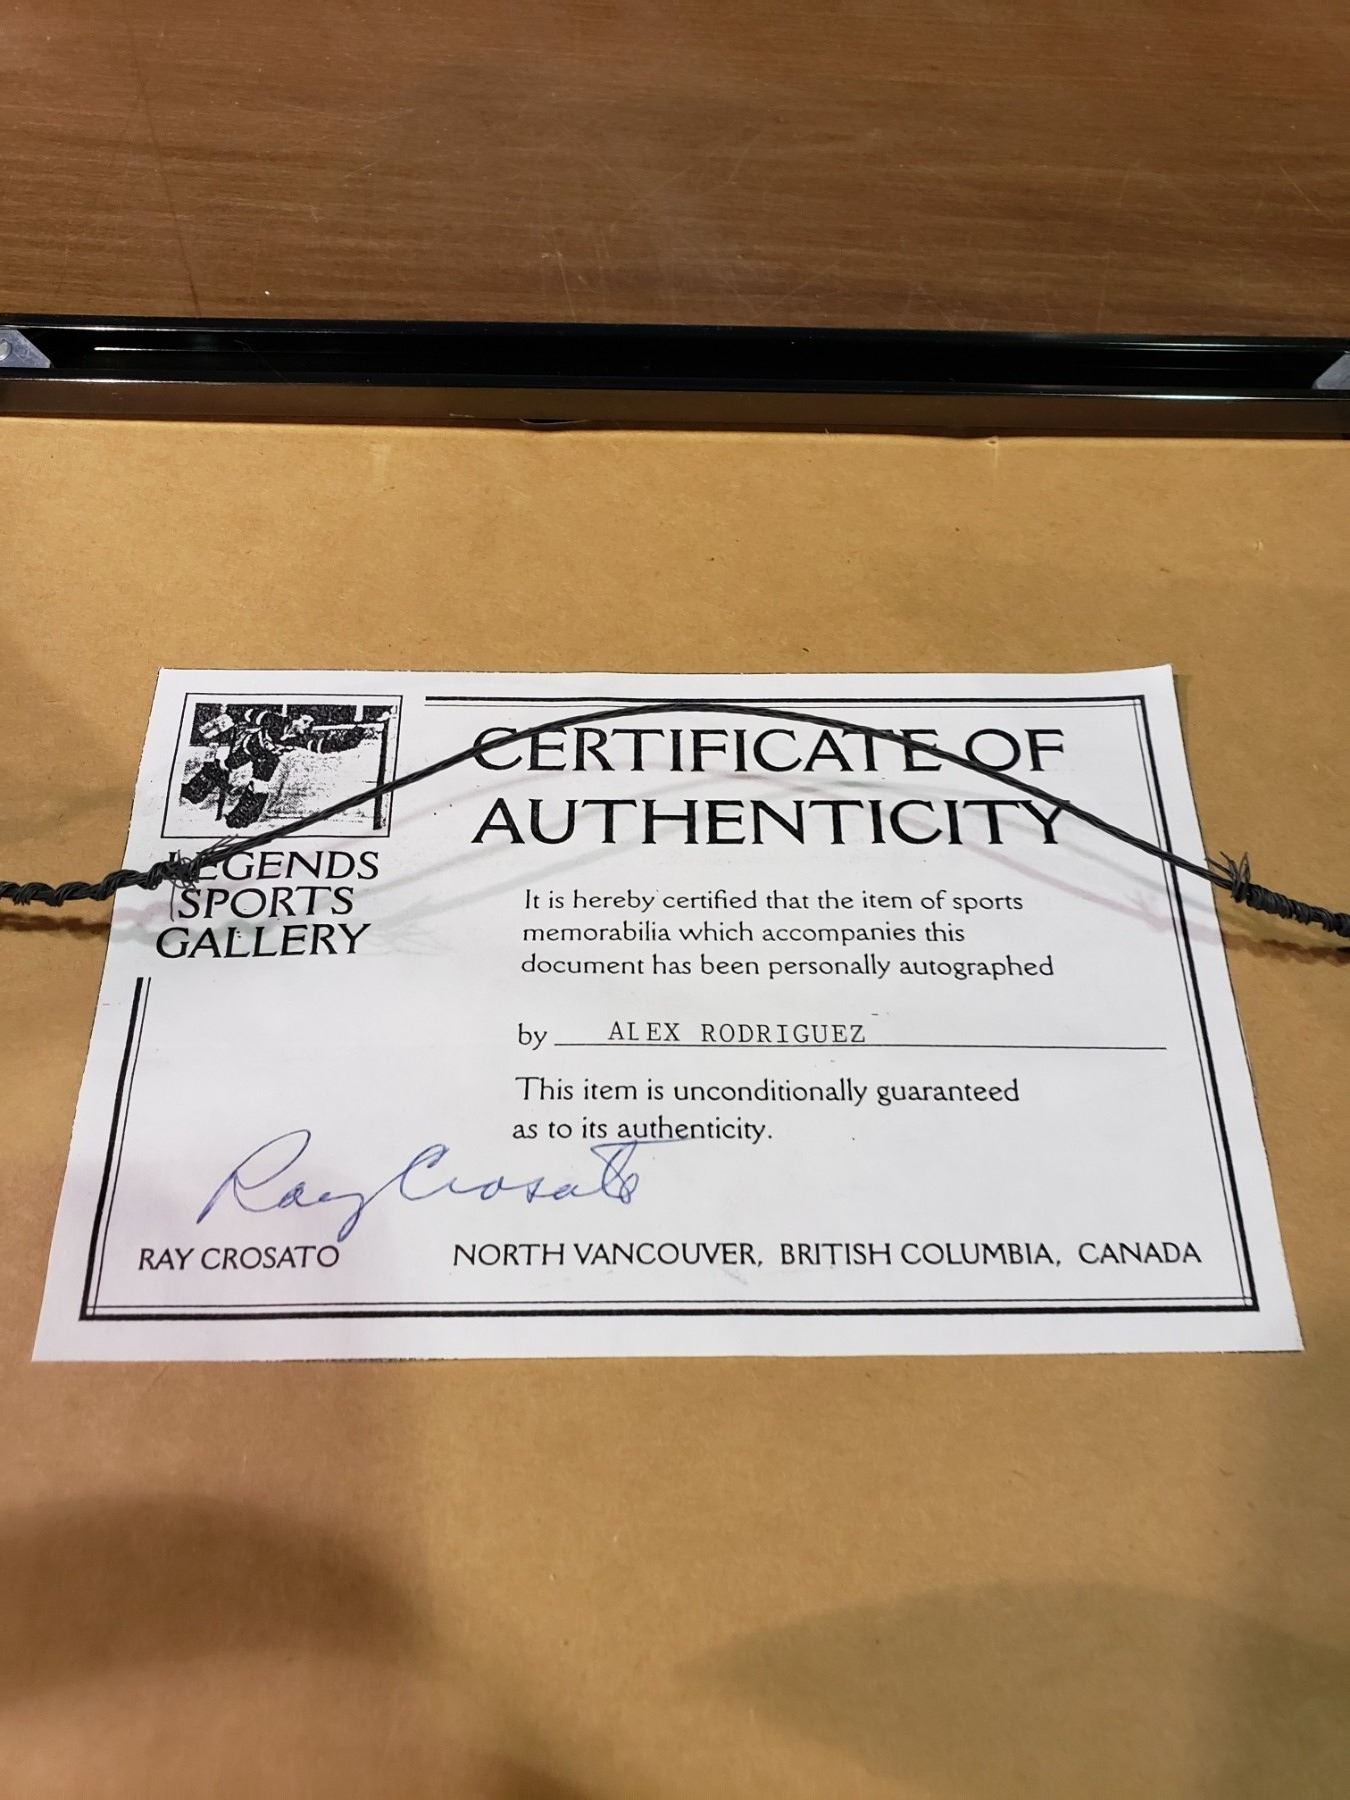 CERTIFICATE OF
AUTHENTICITY
LEGENDS
SPORTS
GALLERY
It is hereby certified that the item of sports
memorabilia which accompanies this
document has been personally autographed
by ALEX RODRIGUEZ
This item is unconditionally guaranteed
as to its authenticity.
Ray Crosato
RAY CROSATO NORTH VANCOUVER, BRITISH COLUMBIA, CANADA